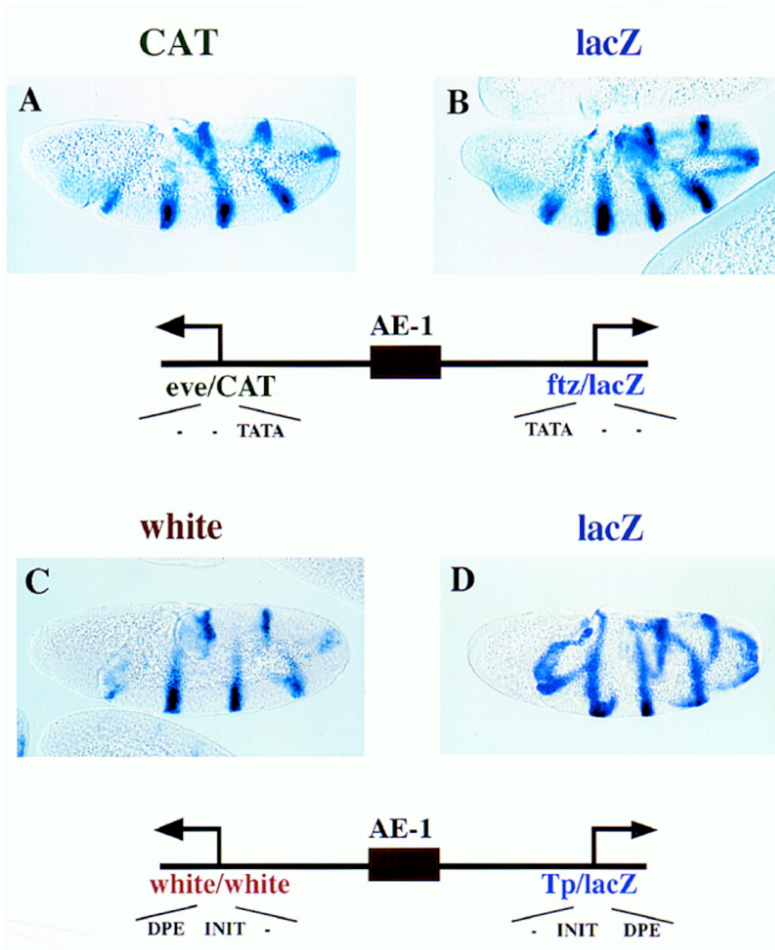 CAT lacZ
A B
AE-1
eve/CAT ftz/lacZ
- - TATA TATA - -
white lacZ
C D
AE-1
white/white Tp/lacZ
DPE INIT - - INIT DPE